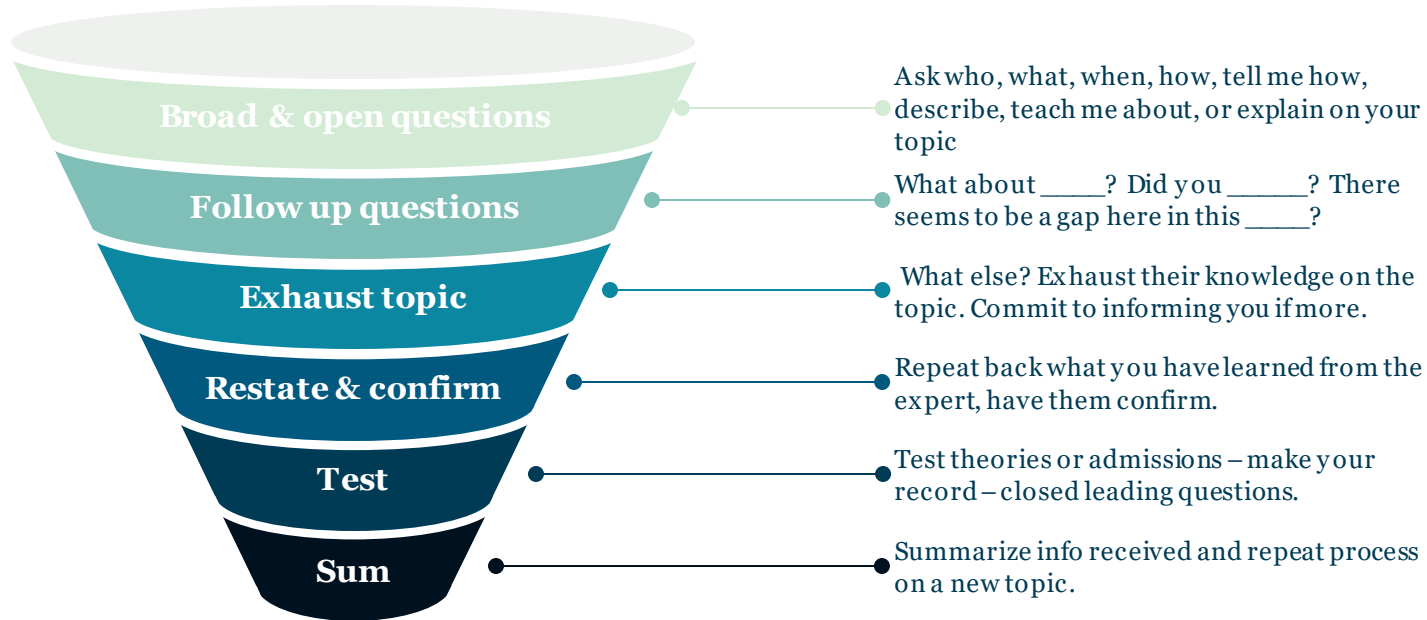 Broad & open questions
Ask who, what, when, how, tell me how,
describe, teach me about, or explain on your
topic
Follow up questions
What about ____? Did you _____? There
seems to be a gap here in this ____?
Exhaust topic
What else? Exhaust their knowledge on the
topic. Commit to informing you if more.
Restate & confirm
Repeat back what you have learned from the
expert, have them confirm.
Test
Test theories or admissions – make your
record – closed leading questions.
Sum
Summarize info received and repeat process
on a new topic.